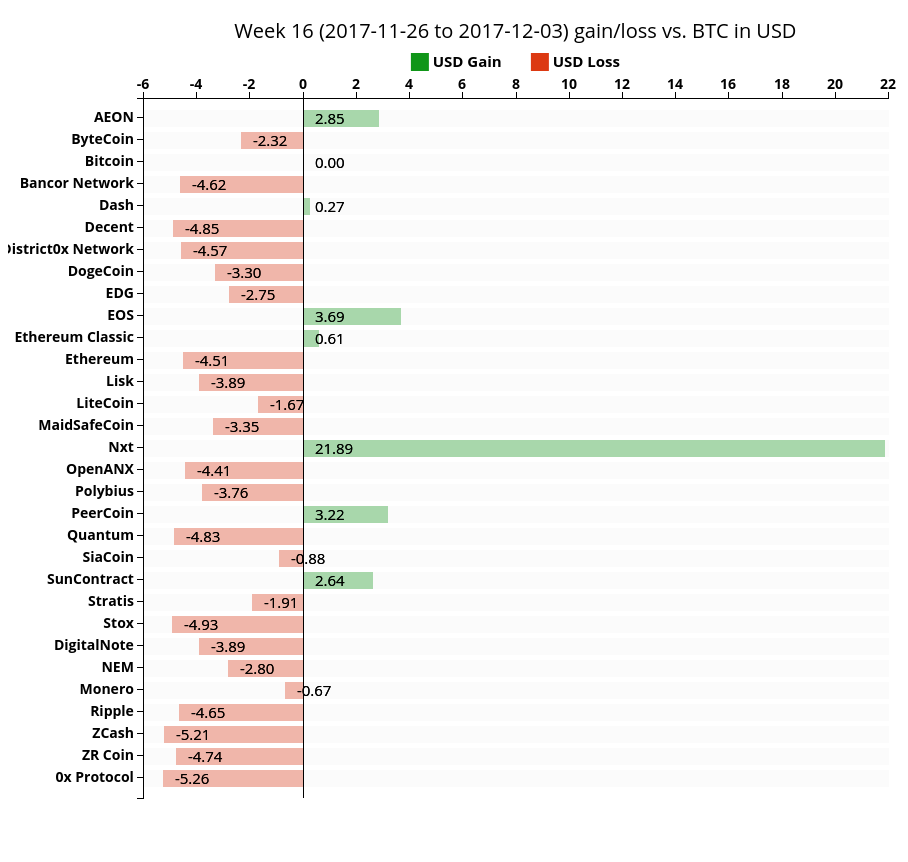 Week 16 (2017-11-26 to 2017-12-03) gain/loss vs. BTC in USD
USD Gain USD Loss
-6 -4 -2 0 2 4 6 8 10 12 14 16 18 20 22
AEON 2.85
ByteCoin -2.32
Bitcoin 0.00
Bancor Network -4.62
Dash 0.27
Decent -4.85
District0x Network -4.57
DogeCoin -3.30
EDG -2.75
EOS 3.69
Ethereum Classic 0.61
Ethereum -4.51
Lisk -3.89
LiteCoin -1.67
MaidSafeCoin -3.35
Nxt 21.89
OpenANX -4.41
Polybius -3.76
PeerCoin 3.22
Quantum -4.83
SiaCoin -0.88
SunContract 2.64
Stratis -1.91
Stox -4.93
DigitalNote -3.89
NEM -2.80
Monero -0.67
Ripple -4.65
ZCash -5.21
ZR Coin -4.74
0x Protocol -5.26